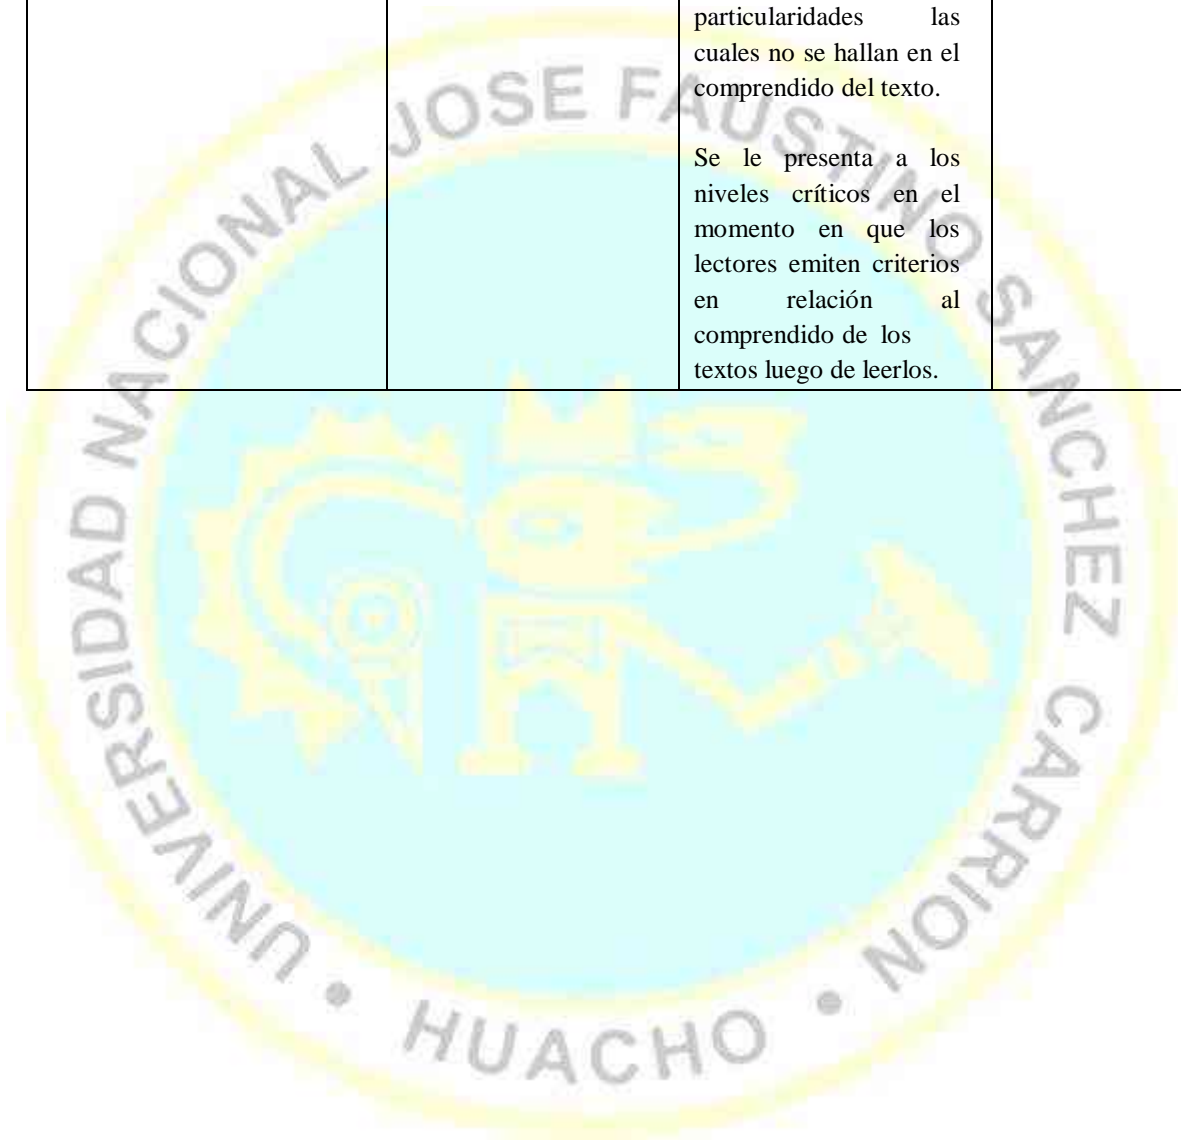 particularidades las
cuales no se hallan en el
comprendido del texto.
Se le presenta a los
niveles críticos en el
momento en que los
lectores emiten criterios
en relación al
comprendido de los
textos luego de leerlos.
UNIVERSIDAD NACIONAL JOSE FAUSTINO SANCHEZ CARRION • HUACHO •